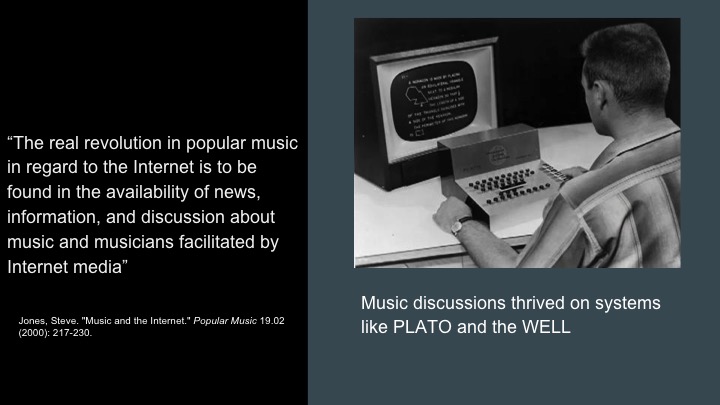 “The real revolution in popular music
in regard to the Internet is to be
found in the availability of news,
information, and discussion about
music and musicians facilitated by
Internet media”
Jones, Steve. "Music and the Internet." Popular Music 19.02
(2000): 217-230.
Music discussions thrived on systems
like PLATO and the WELL